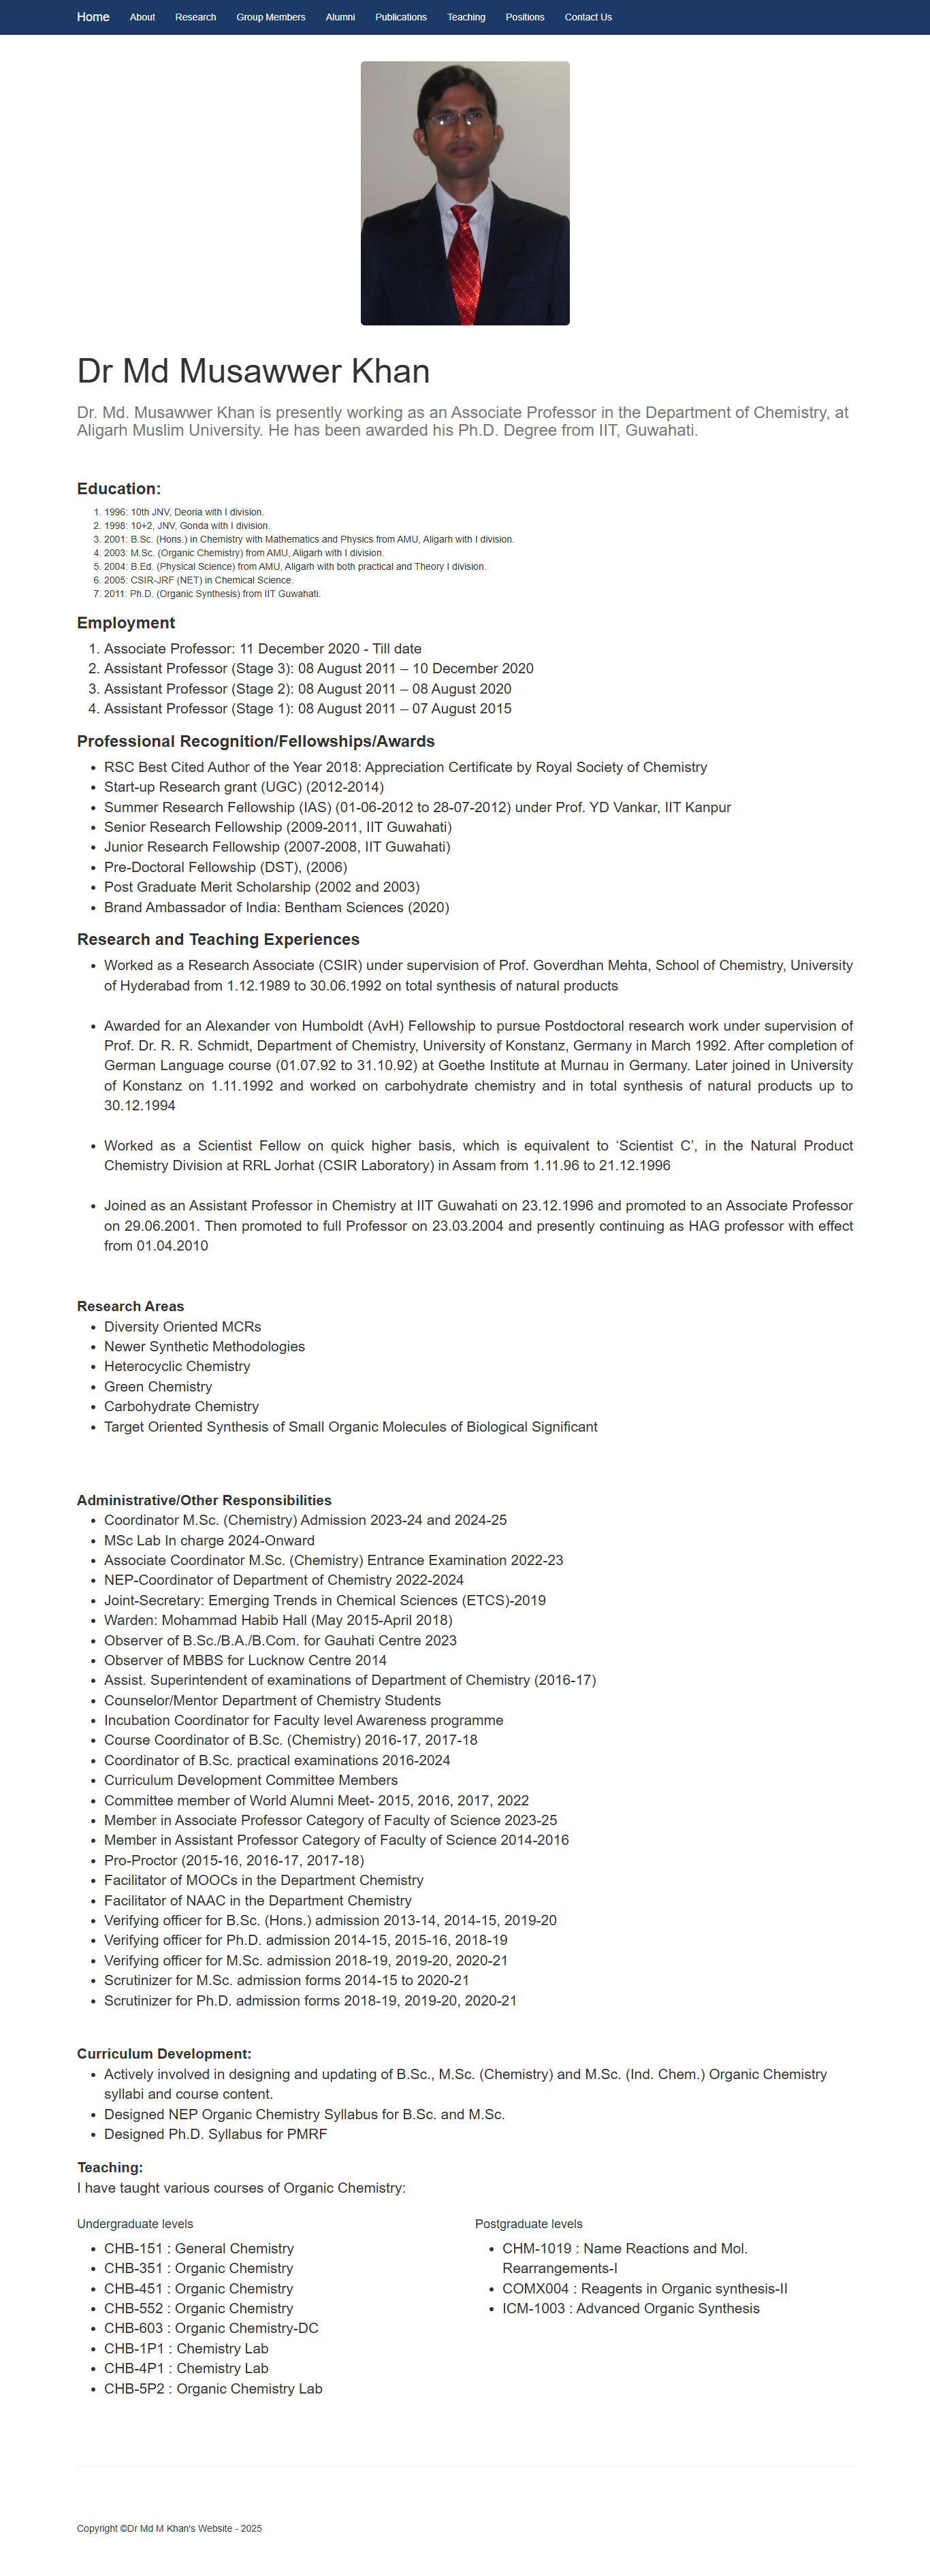 Home About Research Group Members Alumni Publications Teaching Positions Contact Us
Dr Md Musawwer Khan
Dr. Md. Musawwer Khan is presently working as an Associate Professor in the Department of Chemistry, at
Aligarh Muslim University. He has been awarded his Ph.D. Degree from IIT, Guwahati.
Education:
1. 1996: 10th JNV, Deoria with I division.
2. 1998: 10+2, JNV, Gonda with I division.
3. 2001: B.Sc. (Hons.) in Chemistry with Mathematics and Physics from AMU, Aligarh with I division.
4. 2003: M.Sc. (Organic Chemistry) from AMU, Aligarh with I division.
5. 2004: B.Ed. (Physical Science) from AMU, Aligarh with both practical and Theory I division.
6. 2005: CSIR-JRF (NET) in Chemical Science.
7. 2011: Ph.D. (Organic Synthesis) from IIT Guwahati.
Employment
1. Associate Professor: 11 December 2020 - Till date
2. Assistant Professor (Stage 3): 08 August 2011 – 10 December 2020
3. Assistant Professor (Stage 2): 08 August 2011 – 08 August 2020
4. Assistant Professor (Stage 1): 08 August 2011 – 07 August 2015
Professional Recognition/Fellowships/Awards
• RSC Best Cited Author of the Year 2018: Appreciation Certificate by Royal Society of Chemistry
• Start-up Research grant (UGC) (2012-2014)
• Summer Research Fellowship (IAS) (01-06-2012 to 28-07-2012) under Prof. YD Vankar, IIT Kanpur
• Senior Research Fellowship (2009-2011, IIT Guwahati)
• Junior Research Fellowship (2007-2008, IIT Guwahati)
• Pre-Doctoral Fellowship (DST), (2006)
• Post Graduate Merit Scholarship (2002 and 2003)
• Brand Ambassador of India: Bentham Sciences (2020)
Research and Teaching Experiences
• Worked as a Research Associate (CSIR) under supervision of Prof. Goverdhan Mehta, School of Chemistry, University
of Hyderabad from 1.12.1989 to 30.06.1992 on total synthesis of natural products
• Awarded for an Alexander von Humboldt (AvH) Fellowship to pursue Postdoctoral research work under supervision of
Prof. Dr. R. R. Schmidt, Department of Chemistry, University of Konstanz, Germany in March 1992. After completion of
German Language course (01.07.92 to 31.10.92) at Goethe Institute at Murnau in Germany. Later joined in University
of Konstanz on 1.11.1992 and worked on carbohydrate chemistry and in total synthesis of natural products up to
30.12.1994
• Worked as a Scientist Fellow on quick higher basis, which is equivalent to ‘Scientist C’, in the Natural Product
Chemistry Division at RRL Jorhat (CSIR Laboratory) in Assam from 1.11.96 to 21.12.1996
• Joined as an Assistant Professor in Chemistry at IIT Guwahati on 23.12.1996 and promoted to an Associate Professor
on 29.06.2001. Then promoted to full Professor on 23.03.2004 and presently continuing as HAG professor with effect
from 01.04.2010
Research Areas
• Diversity Oriented MCRs
• Newer Synthetic Methodologies
• Heterocyclic Chemistry
• Green Chemistry
• Carbohydrate Chemistry
• Target Oriented Synthesis of Small Organic Molecules of Biological Significant
Administrative/Other Responsibilities
• Coordinator M.Sc. (Chemistry) Admission 2023-24 and 2024-25
• MSc Lab In charge 2024-Onward
• Associate Coordinator M.Sc. (Chemistry) Entrance Examination 2022-23
• NEP-Coordinator of Department of Chemistry 2022-2024
• Joint-Secretary: Emerging Trends in Chemical Sciences (ETCS)-2019
• Warden: Mohammad Habib Hall (May 2015-April 2018)
• Observer of B.Sc./B.A./B.Com. for Gauhati Centre 2023
• Observer of MBBS for Lucknow Centre 2014
• Assist. Superintendent of examinations of Department of Chemistry (2016-17)
• Counselor/Mentor Department of Chemistry Students
• Incubation Coordinator for Faculty level Awareness programme
• Course Coordinator of B.Sc. (Chemistry) 2016-17, 2017-18
• Coordinator of B.Sc. practical examinations 2016-2024
• Curriculum Development Committee Members
• Committee member of World Alumni Meet- 2015, 2016, 2017, 2022
• Member in Associate Professor Category of Faculty of Science 2023-25
• Member in Assistant Professor Category of Faculty of Science 2014-2016
• Pro-Proctor (2015-16, 2016-17, 2017-18)
• Facilitator of MOOCs in the Department Chemistry
• Facilitator of NAAC in the Department Chemistry
• Verifying officer for B.Sc. (Hons.) admission 2013-14, 2014-15, 2019-20
• Verifying officer for Ph.D. admission 2014-15, 2015-16, 2018-19
• Verifying officer for M.Sc. admission 2018-19, 2019-20, 2020-21
• Scrutinizer for M.Sc. admission forms 2014-15 to 2020-21
• Scrutinizer for Ph.D. admission forms 2018-19, 2019-20, 2020-21
Curriculum Development:
• Actively involved in designing and updating of B.Sc., M.Sc. (Chemistry) and M.Sc. (Ind. Chem.) Organic Chemistry
syllabi and course content.
• Designed NEP Organic Chemistry Syllabus for B.Sc. and M.Sc.
• Designed Ph.D. Syllabus for PMRF
Teaching:
I have taught various courses of Organic Chemistry:
Undergraduate levels
• CHB-151 : General Chemistry
• CHB-351 : Organic Chemistry
• CHB-451 : Organic Chemistry
• CHB-552 : Organic Chemistry
• CHB-603 : Organic Chemistry-DC
• CHB-1P1 : Chemistry Lab
• CHB-4P1 : Chemistry Lab
• CHB-5P2 : Organic Chemistry Lab
Postgraduate levels
• CHM-1019 : Name Reactions and Mol.
Rearrangements-I
• COMX004 : Reagents in Organic synthesis-II
• ICM-1003 : Advanced Organic Synthesis
Copyright ©Dr Md M Khan's Website - 2025